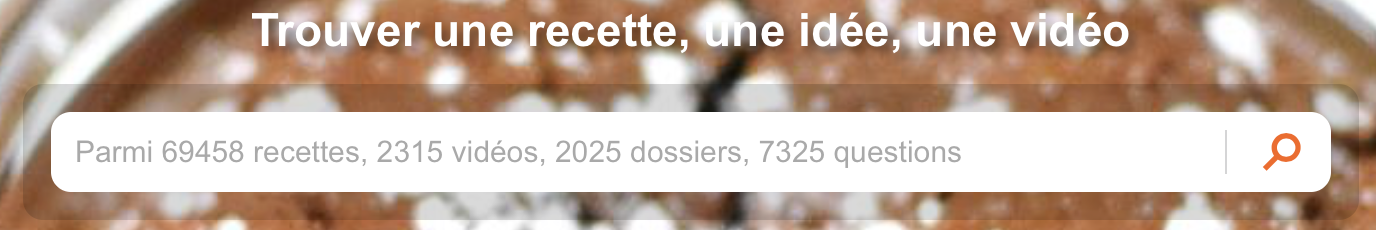 Trouver une recette, une idée, une vidéo
Parmi 69458 recettes, 2315 vidéos, 2025 dossiers, 7325 questions